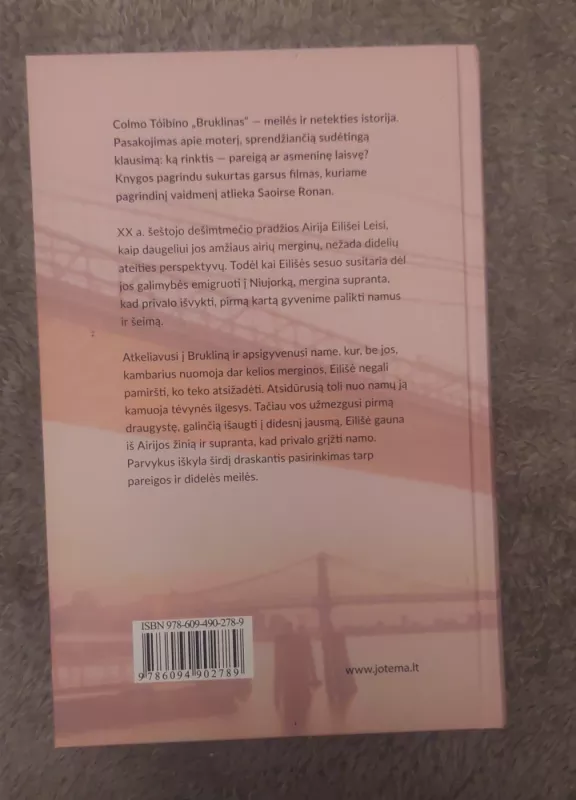 Colmo Tóibino „Bruklinas“ – meilės ir netekties istorija.
Pasakojimas apie moterį, sprendžiančią sudėtingą
klausimą: ką rinktis – pareigą ar asmeninę laisvę?
Knygos pagrindu sukurtas garsus filmas, kuriame
pagrindinį vaidmenį atlieka Saoirse Ronan.
XX a. šeštojo dešimtmečio pradžios Airija Eilišei Leisi,
kaip daugeliui jos amžiaus airių merginų, nežada didelių
ateities perspektyvų. Todėl kai Eilišės sesuo susitaria dėl
jos galimybės emigruoti į Niujorką, mergina supranta,
kad privalo išvykti, pirmą kartą gyvenime palikti namus
ir šeimą.
Atkeliavusi į Brukliną ir apsigyvenusi name, kur, be jos,
kambarius nuomoja dar kelios merginos, Eilišė negali
pamiršti, ko teko atsižadėti. Atsidūrusią toli nuo namų ją
kamuoja tėvynės ilgesys. Tačiau vos užmezgusi pirmą
draugystę, galinčią išaugti į didesnį jausmą, Eilišė gauna
iš Airijos žinią ir supranta, kad privalo grįžti namo.
Parvykus iškyla širdį draskantis pasirinkimas tarp
pareigos ir didelės meilės.
ISBN 978-609-490-278-9
9 786094 902789
www.jotema.lt